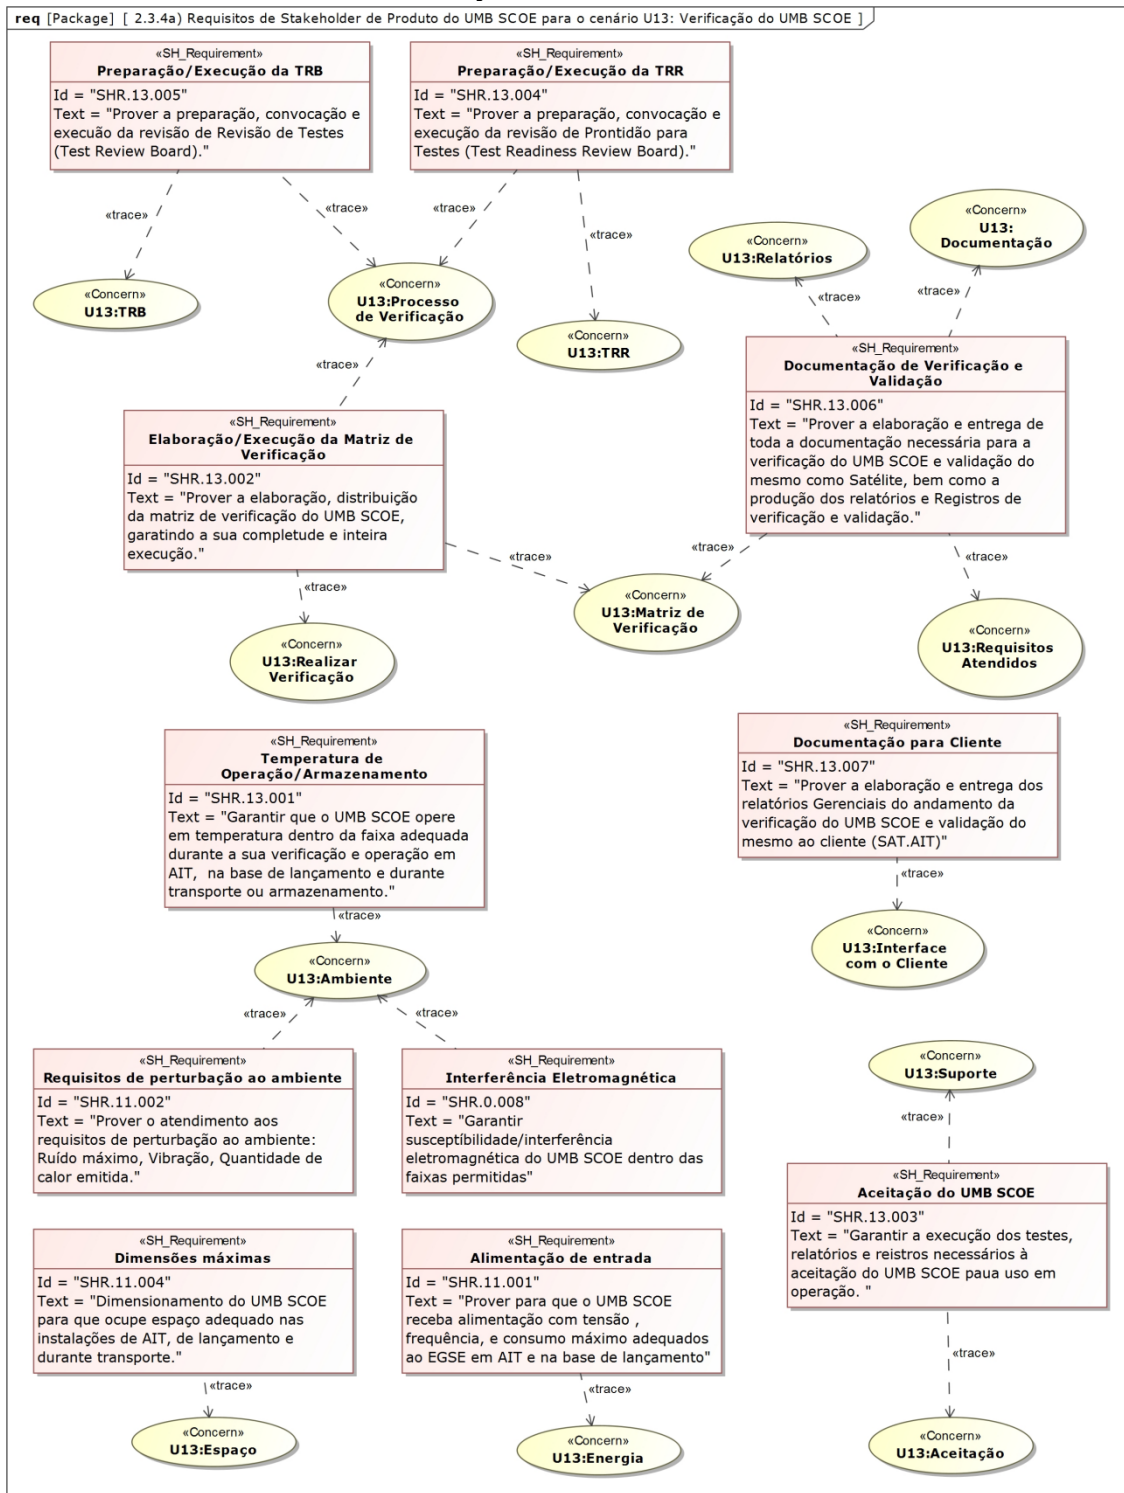 req [Package] [ 2.3.4a) Requisitos de Stakeholder de Produto do UMB SCOE para o cenário U13: Verificação do UMB SCOE ]
«SH_Requirement»
Preparação/Execução da TRB
Id = "SHR.13.005"
Text = "Prover a preparação, convocação e
execuão da revisão de Revisão de Testes
(Test Review Board)."
«SH_Requirement»
Preparação/Execução da TRR
Id = "SHR.13.004"
Text = "Prover a preparação, convocação e
execução da revisão de Prontidão para
Testes (Test Readiness Review Board)."
«trace»
«trace»
«trace»
«trace»
«Concern»
U13:TRB
«Concern»
U13:Processo
de Verificação
«Concern»
U13:TRR
«Concern»
U13:Relatórios
«Concern»
U13:
Documentação
«trace»
«trace»
«trace»
«SH_Requirement»
Documentação de Verificação e
Validação
Id = "SHR.13.006"
Text = "Prover a elaboração e entrega de
toda a documentação necessária para a
verificação do UMB SCOE e validação do
mesmo como Satélite, bem como a
produção dos relatórios e Registros de
verificação e validação."
«SH_Requirement»
Elaboração/Execução da Matriz de
Verificação
Id = "SHR.13.002"
Text = "Prover a elaboração, distribuição
da matriz de verificação do UMB SCOE,
garatindo a sua completude e inteira
execução."
«trace»
«trace»
«trace»
«trace»
«Concern»
U13:Matriz de
Verificação
«Concern»
U13:Realizar
Verificação
«Concern»
U13:Requisitos
Atendidos
«SH_Requirement»
Temperatura de
Operação/Armazenamento
Id = "SHR.13.001"
Text = "Garantir que o UMB SCOE opere
em temperatura dentro da faixa adequada
durante a sua verificação e operação em
AIT,  na base de lançamento e durante
transporte ou armazenamento."
«SH_Requirement»
Documentação para Cliente
Id = "SHR.13.007"
Text = "Prover a elaboração e entrega dos
relatórios Gerenciais do andamento da
verificação do UMB SCOE e validação do
mesmo ao cliente (SAT.AIT)"
«trace»
«trace»
«Concern»
U13:Ambiente
«Concern»
U13:Interface
com o Cliente
«trace»
«trace»
«SH_Requirement»
Requisitos de perturbação ao ambiente
Id = "SHR.11.002"
Text = "Prover o atendimento aos
requisitos de perturbação ao ambiente:
Ruído máximo, Vibração, Quantidade de
calor emitida."
«SH_Requirement»
Interferência Eletromagnética
Id = "SHR.0.008"
Text = "Garantir
susceptíbilidade/interferência
eletromagnética do UMB SCOE dentro das
faixas permitidas"
«Concern»
U13:Suporte
«trace»
«SH_Requirement»
Aceitação do UMB SCOE
Id = "SHR.13.003"
Text = "Garantir a execução dos testes,
relatórios e reistros necessários à
aceitação do UMB SCOE paua uso em
operação. "
«SH_Requirement»
Dimensões máximas
Id = "SHR.11.004"
Text = "Dimensionamento do UMB SCOE
para que ocupe espaço adequado nas
instalações de AIT, de lançamento e
durante transporte."
«SH_Requirement»
Alimentação de entrada
Id = "SHR.11.001"
Text = "Prover para que o UMB SCOE
receba alimentação com tensão ,
frequência, e consumo máximo adequados
ao EGSE em AIT e na base de lançamento"
«trace»
«trace»
«trace»
«Concern»
U13:Espaço
«Concern»
U13:Energia
«Concern»
U13:Aceitação